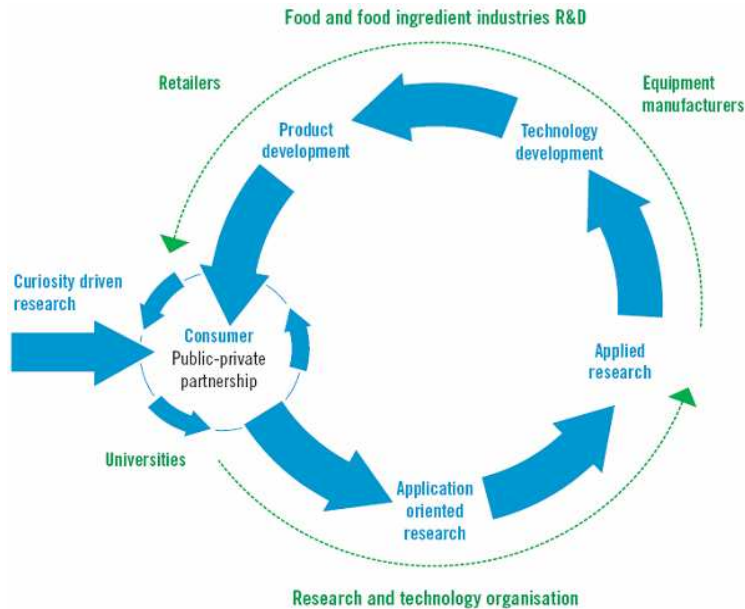 Food and food ingredient industries R&D
Retailers
Equipment
manufacturers
Product
development
Technology
development
Curiosity driven
research
Consumer
Public-private
partnership
Applied
research
Universities
Application
oriented
research
Research and technology organisation